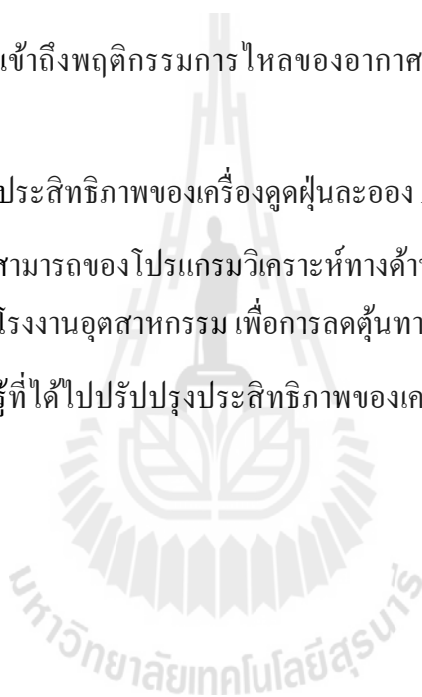 เข้าถึงพฤติกรรมการไหลของอากาศ
ประสิทธิภาพของเครื่องดูดฝุ่นละออง
สามารถของโปรแกรมวิเคราะห์ทางด้าน
โรงงานอุตสาหกรรม เพื่อการลดต้นทา
รู้ที่ได้ไปปรัปปรุงประสิทธิภาพของเค
มหาวิทยาลัยเทคโนโลยีสุรนารี